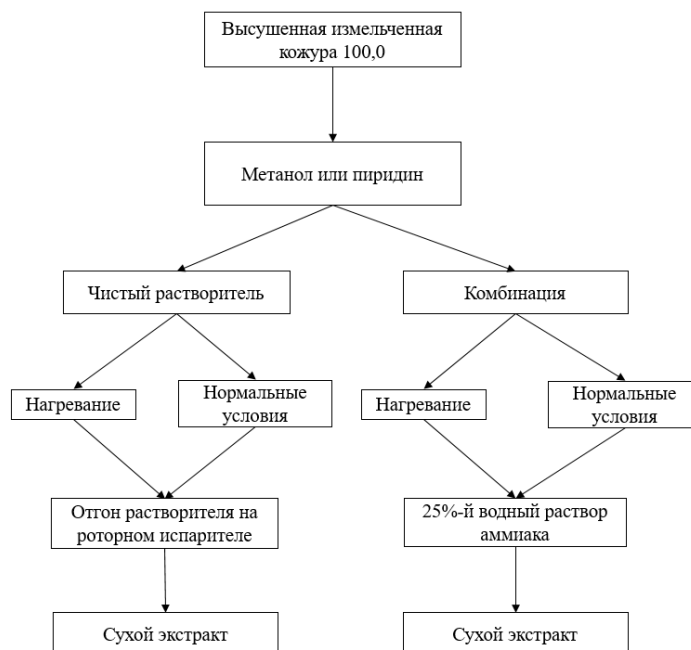 Высушенная измельченная
кожура 100,0
Метанол или пиридин
Чистый растворитель
Комбинация
Нагревание
Нормальные
условия
Нагревание
Нормальные
условия
Отгон растворителя на
роторном испарителе
25%-й водный раствор
аммиака
Сухой экстракт
Сухой экстракт